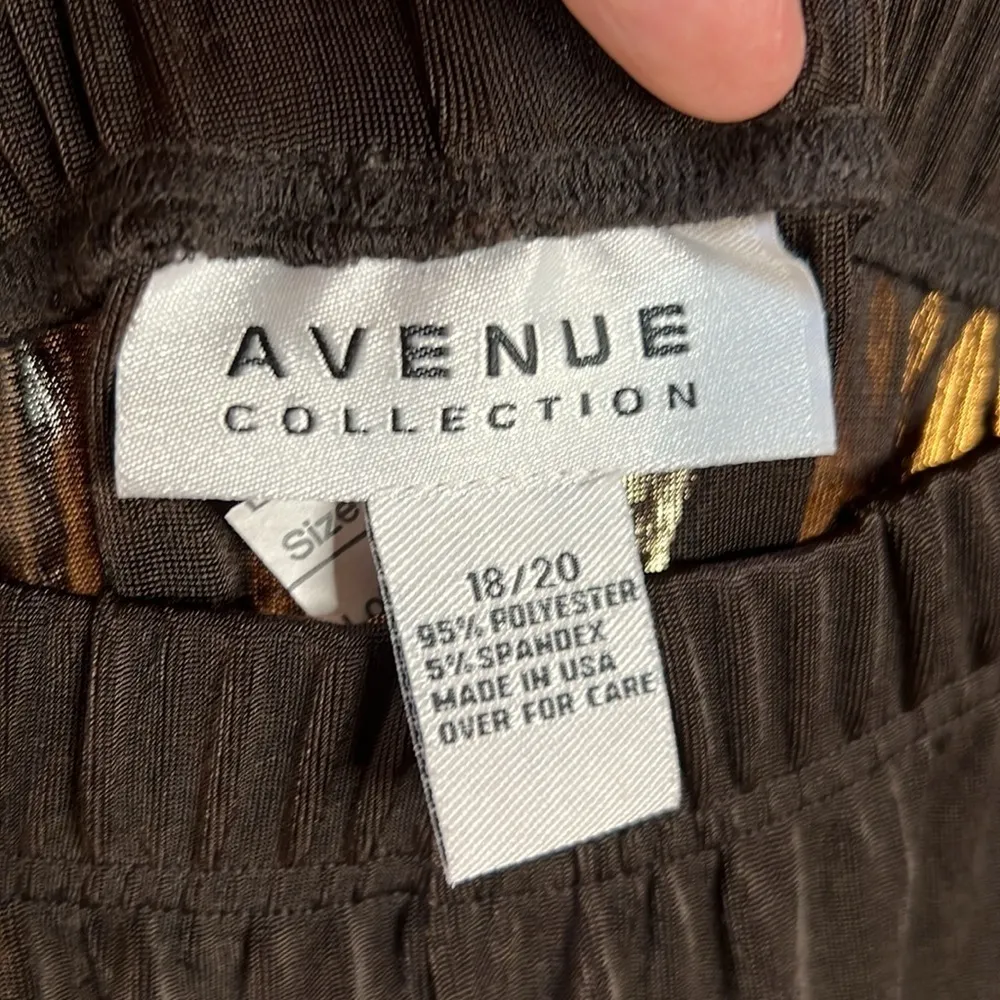 AVENUE
COLLECTION
Size
18/20
95% POLYESTER
5% SPANDEX
MADE IN USA
OVER FOR CARE